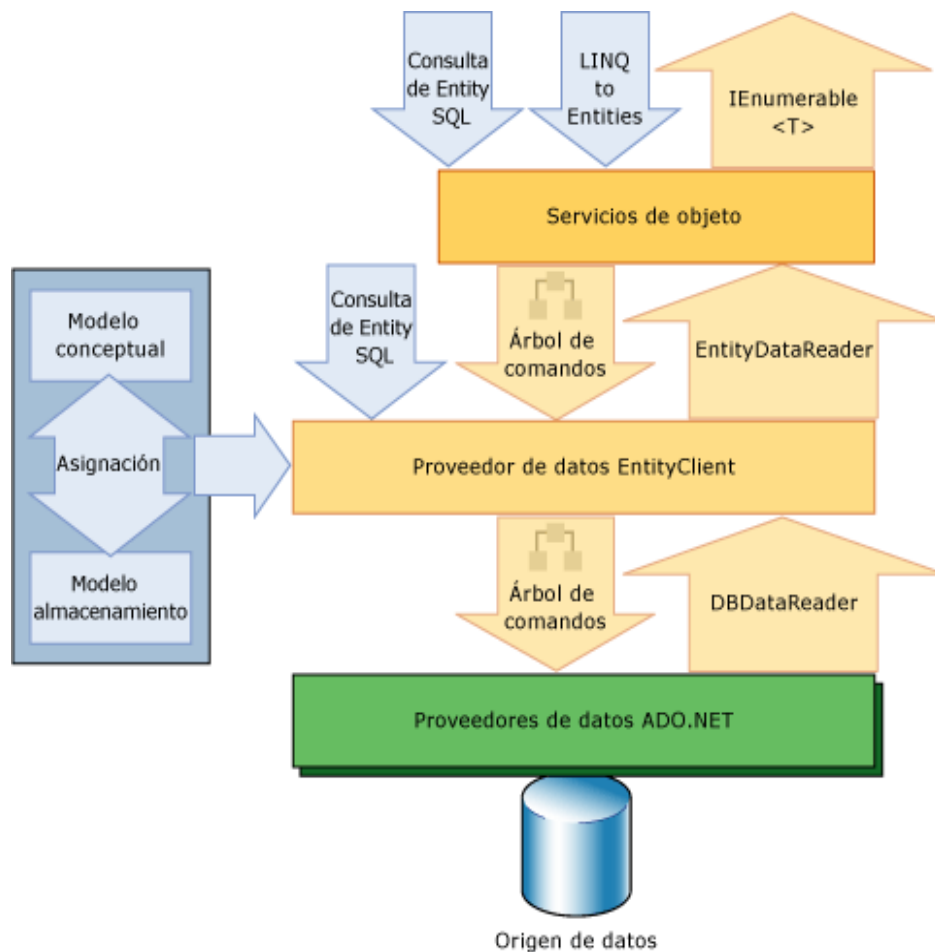 Consulta
de Entity
SQL
LINQ
to
Entities
IEnumerable
<T>
Servicios de objeto
Modelo
conceptual
Asignación
Modelo
almacenamiento
Consulta
de Entity
SQL
Árbol de
comandos
EntityDataReader
Proveedor de datos EntityClient
Árbol de
comandos
DBDataReader
Proveedores de datos ADO.NET
Origen de datos